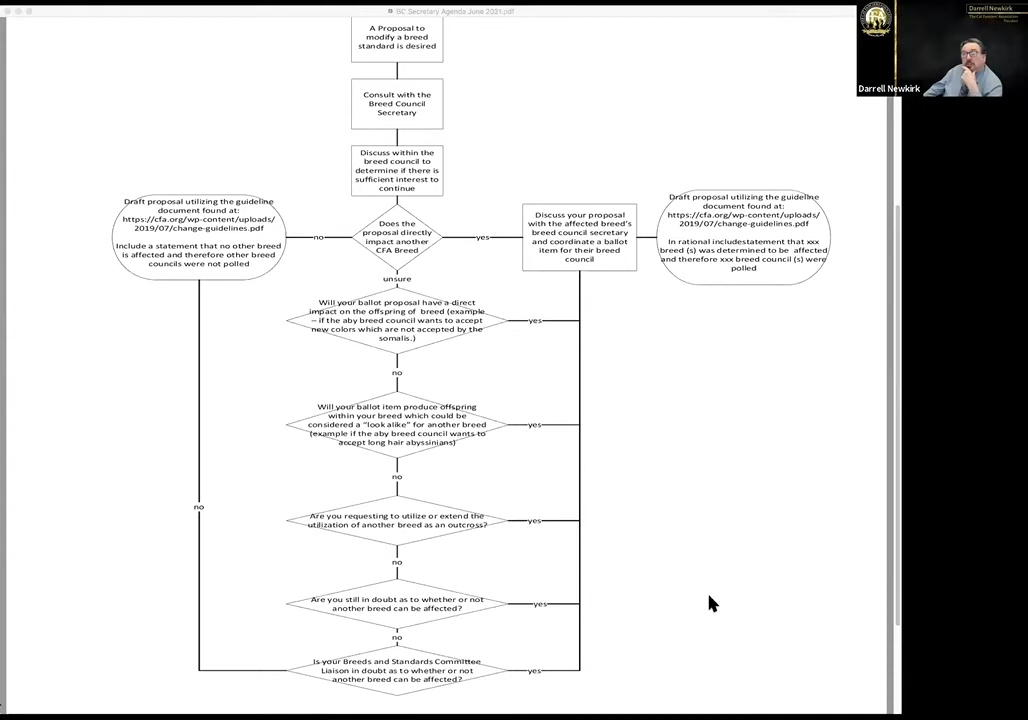 BC Secretary Agenda June 2021.pdf
Darrell Newkirk
The Cat Fanciers' Association
President
Darrell Newkirk
A Proposal to
modify a breed
standard is desired
Consult with the
Breed Council
Secretary
Discuss within the
breed council to
determine if there is
sufficient interest to
continue
Draft proposal utilizing the guideline
document found at:
https://cfa.org/wp-content/uploads/
2019/07/change-guidelines.pdf
Include a statement that no other breed
is affected and therefore other breed
councils were not polled
no
Does the
proposal directly
impact another
CFA Breed
yes
Discuss your proposal
with the affected breed's
breed council secretary
and coordinate a ballot
item for their breed
council
Draft proposal utilizing the guideline
document found at:
https://cfa.org/wp-content/uploads/
2019/07/change-guidelines.pdf
In rational includestatement that xxx
breed (s) was determined to be affected
and therefore xxx breed council (s) were
polled
unsure
Will your ballot proposal have a direct
impact on the offspring of breed (example
– if the aby breed council wants to accept
new colors which are not accepted by the
somalis.)
yes
no
Will your ballot item produce offspring
within your breed which could be
considered a “look alike” for another breed
(example if the aby breed council wants to
accept long hair abyssinians)
yes
no
no
Are you requesting to utilize or extend the
utilization of another breed as an outcross?
yes
no
Are you still in doubt as to whether or not
another breed can be affected?
yes
no
Is your Breeds and Standards Committee
Liaison in doubt as to whether or not
another breed can be affected?
yes